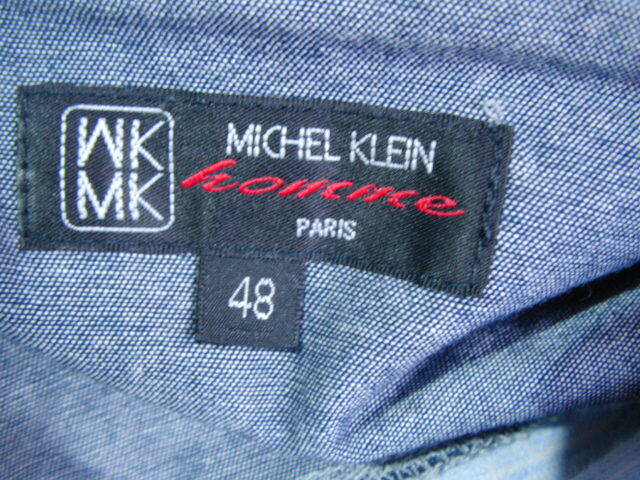 MK
MK
MICHEL KLEIN
homme
PARIS
48